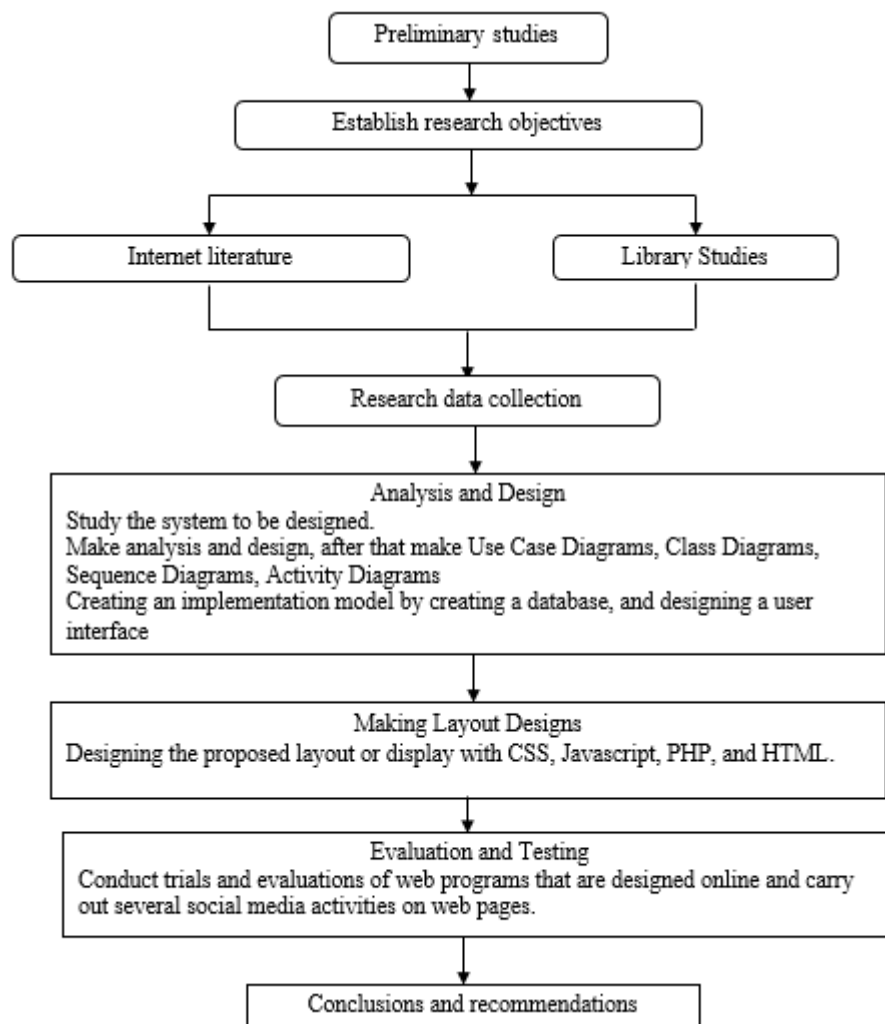 Preliminary studies
Establish research objectives
Internet literature
Library Studies
Research data collection
Analysis and Design
Study the system to be designed.
Make analysis and design, after that make Use Case Diagrams, Class Diagrams,
Sequence Diagrams, Activity Diagrams
Creating an implementation model by creating a database, and designing a user
interface
Making Layout Designs
Designing the proposed layout or display with CSS, Javascript, PHP, and HTML.
Evaluation and Testing
Conduct trials and evaluations of web programs that are designed online and carry
out several social media activities on web pages.
Conclusions and recommendations